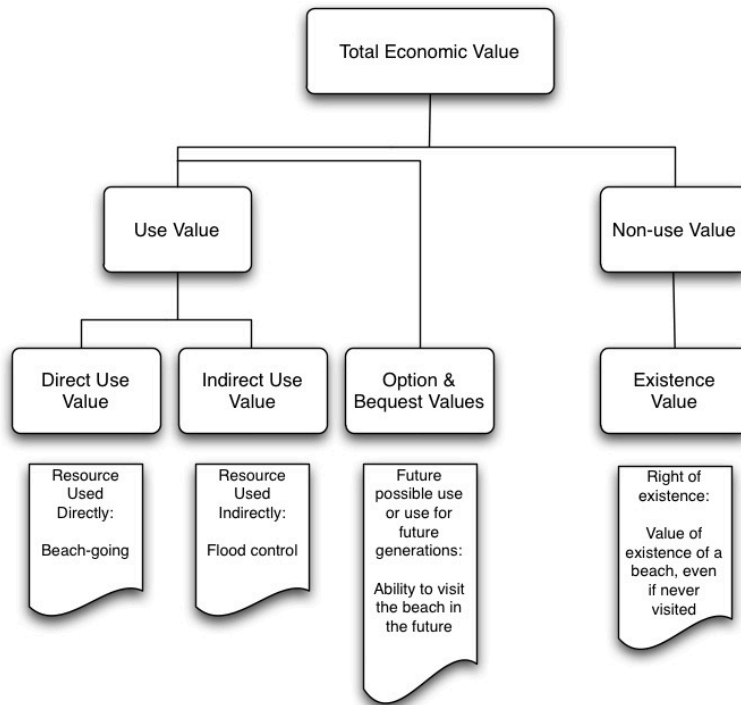 Total Economic Value
Use Value
Non-use Value
Direct Use
Value
Indirect Use
Value
Option &
Bequest Values
Existence
Value
Resource
Used
Directly:
Beach-going
Resource
Used
Indirectly:
Flood control
Future
possible use
or use for
future
generations:
Ability to visit
the beach in
the future
Right of
existence:
Value of
existence of a
beach, even
if never
visited